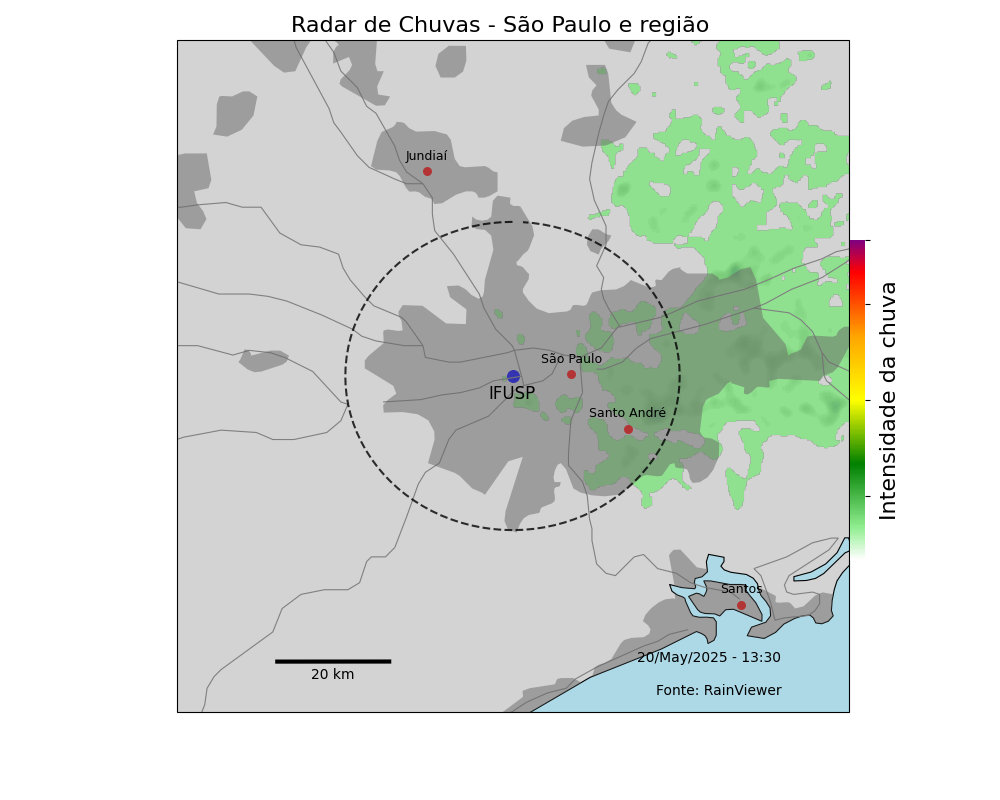 Radar de Chuvas - São Paulo e região
Jundiaí
São Paulo
IFUSP
Santo André
Intensidade da chuva
Santos
20/May/2025 - 13:30
20 km
Fonte: RainViewer